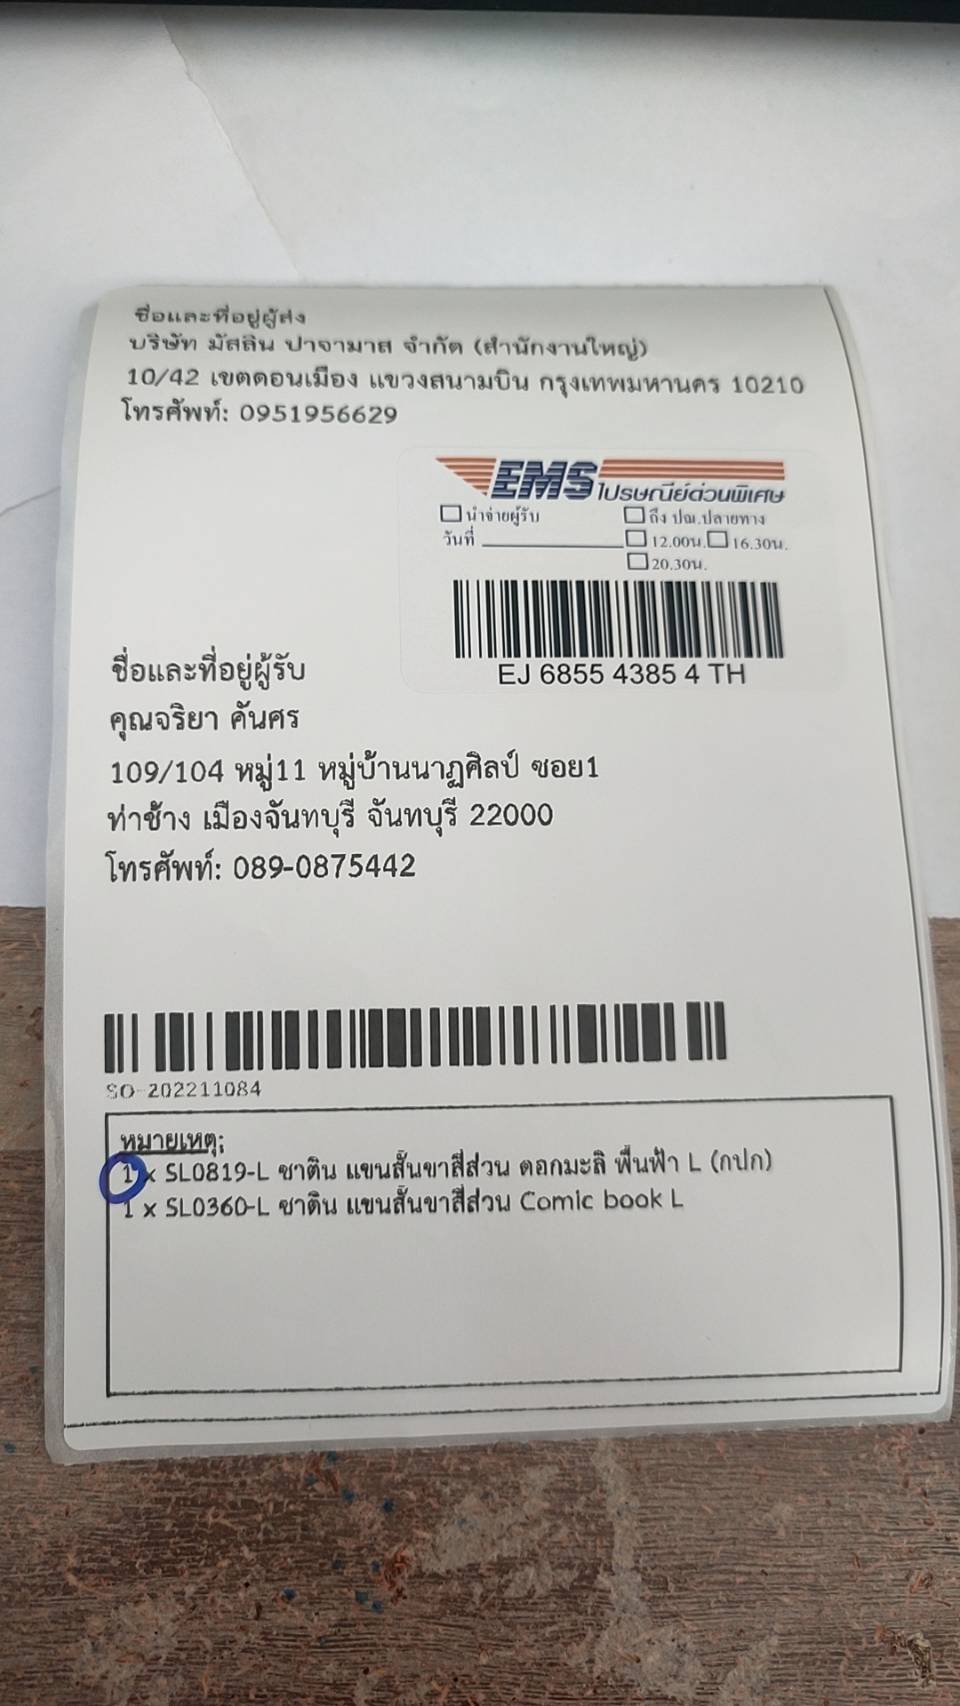 ชื่อและที่อยู่ผู้ส่ง
บริษัท มัสลิน ปาจามาส จำกัด (สำนักงานใหญ่)
10/42 เขตดอนเมือง แขวงสนามบิน กรุงเทพมหานคร 10210
โทรศัพท์: 0951956629
EMS ไปรษณีย์ด่วนพิเศษ
นำจ่ายผู้รับ ถึง ปณ.ปลายทาง
วันที่ 12.00น. 16.30น.
20.30น.
EJ 6855 4385 4 TH
ชื่อและที่อยู่ผู้รับ
คุณจริยา คันศร
109/104 หมู่11 หมู่บ้านนาฏศิลป์ ซอย1
ท่าช้าง เมืองจันทบุรี จันทบุรี 22000
โทรศัพท์: 089-0875442
SO-202211084
หมายเหตุ:
1 x SL0819-L ซาติน แขนสั้นขาสี่ส่วน ดอกมะลิ พื้นฟ้า L (กปก)
1 x SL0360-L ซาติน แขนสั้นขาสี่ส่วน Comic book L